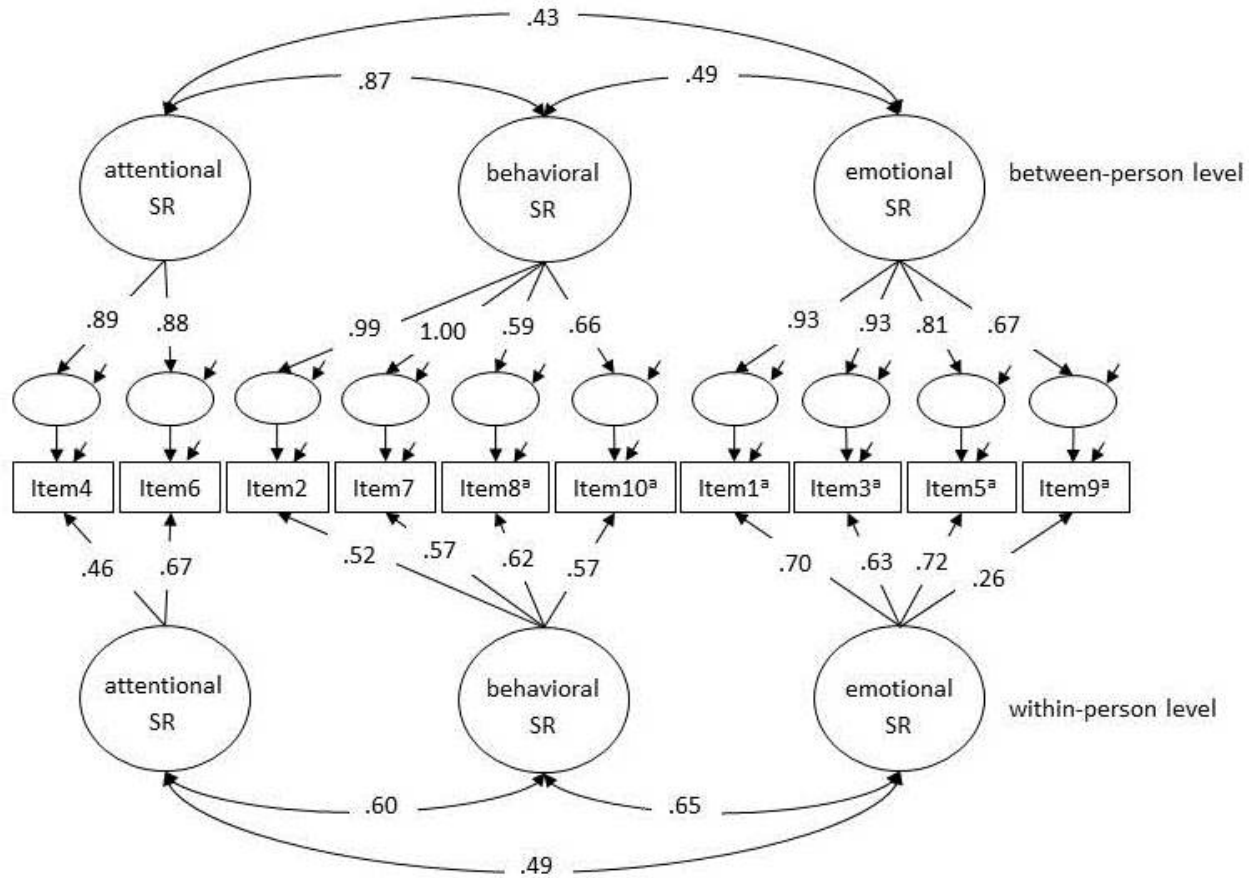 .43
.87
.49
attentional
SR
behavioral
SR
emotional
SR
between-person level
.89
.88
.99
1.00
.59
.66
.93
.93
.81
.67
Item4
Item6
Item2
Item7
Item8ª
Item10ª
Item1ª
Item3ª
Item5ª
Item9ª
.46
.67
.52
.57
.62
.57
.70
.63
.72
.26
attentional
SR
behavioral
SR
emotional
SR
within-person level
.60
.65
.49